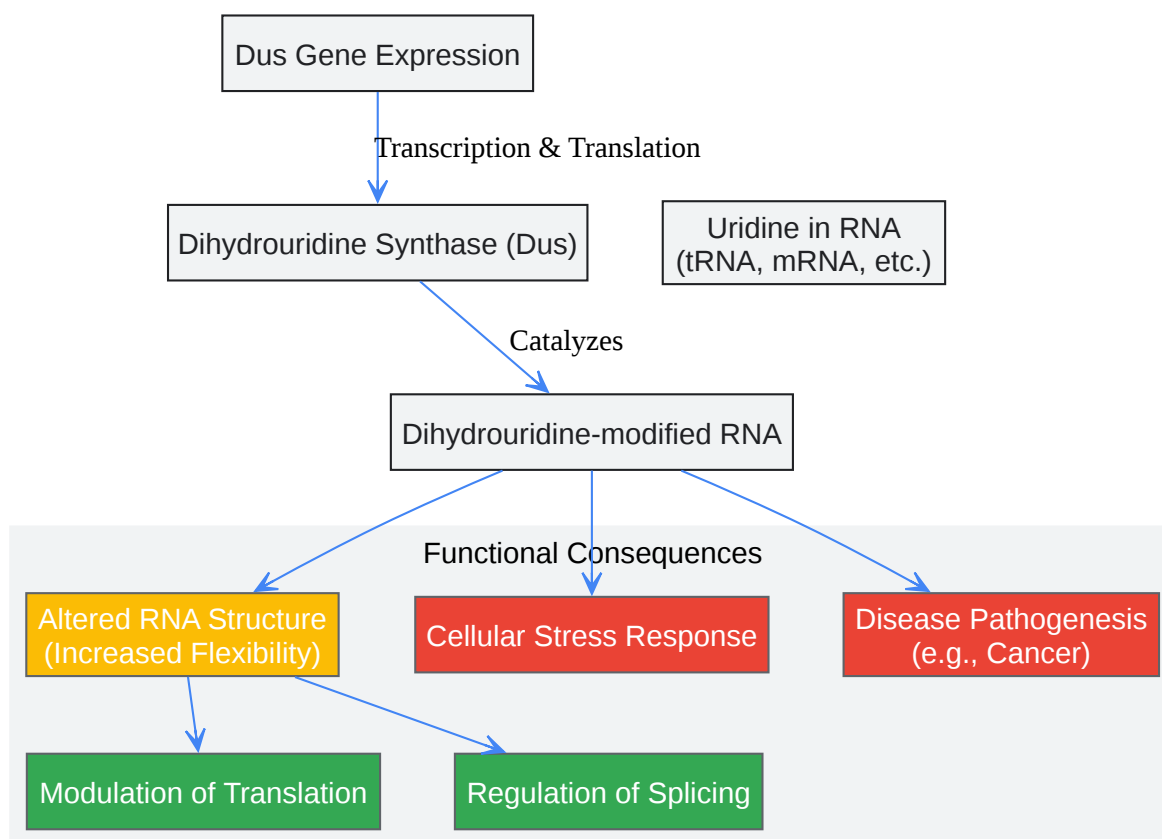 Dus Gene Expression
Transcription & Translation
Dihydrouridine Synthase (Dus)
Uridine in RNA
(tRNA, mRNA, etc.)
Catalyzes
Dihydrouridine-modified RNA
Functional Consequences
Altered RNA Structure
(Increased Flexibility)
Cellular Stress Response
Disease Pathogenesis
(e.g., Cancer)
Modulation of Translation
Regulation of Splicing